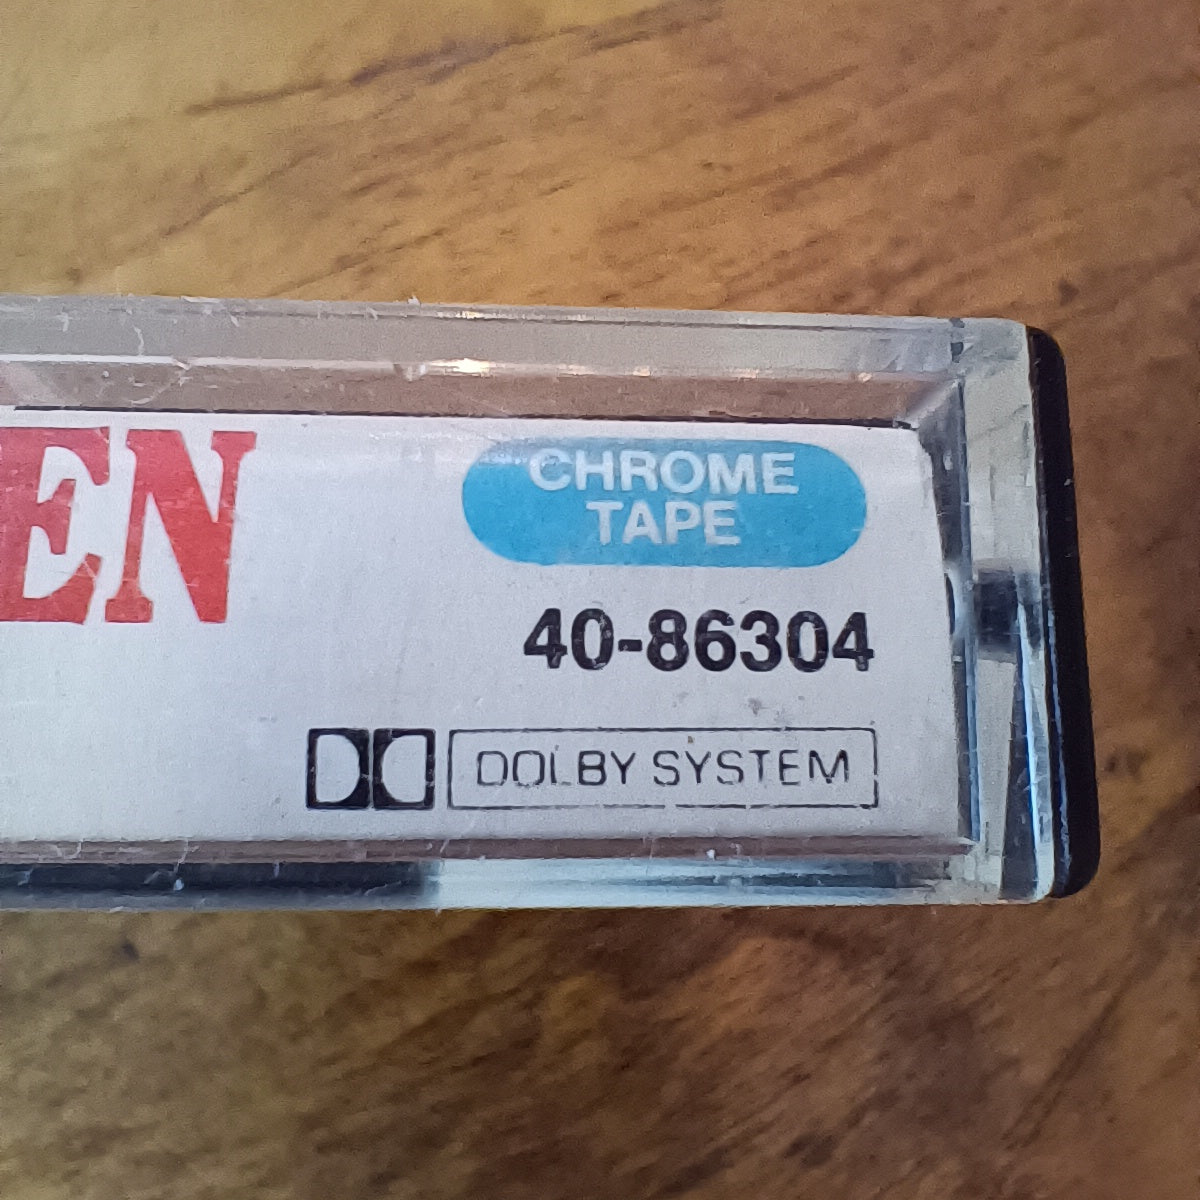 EN
CHROME
TAPE
40-86304
DOLBY SYSTEM